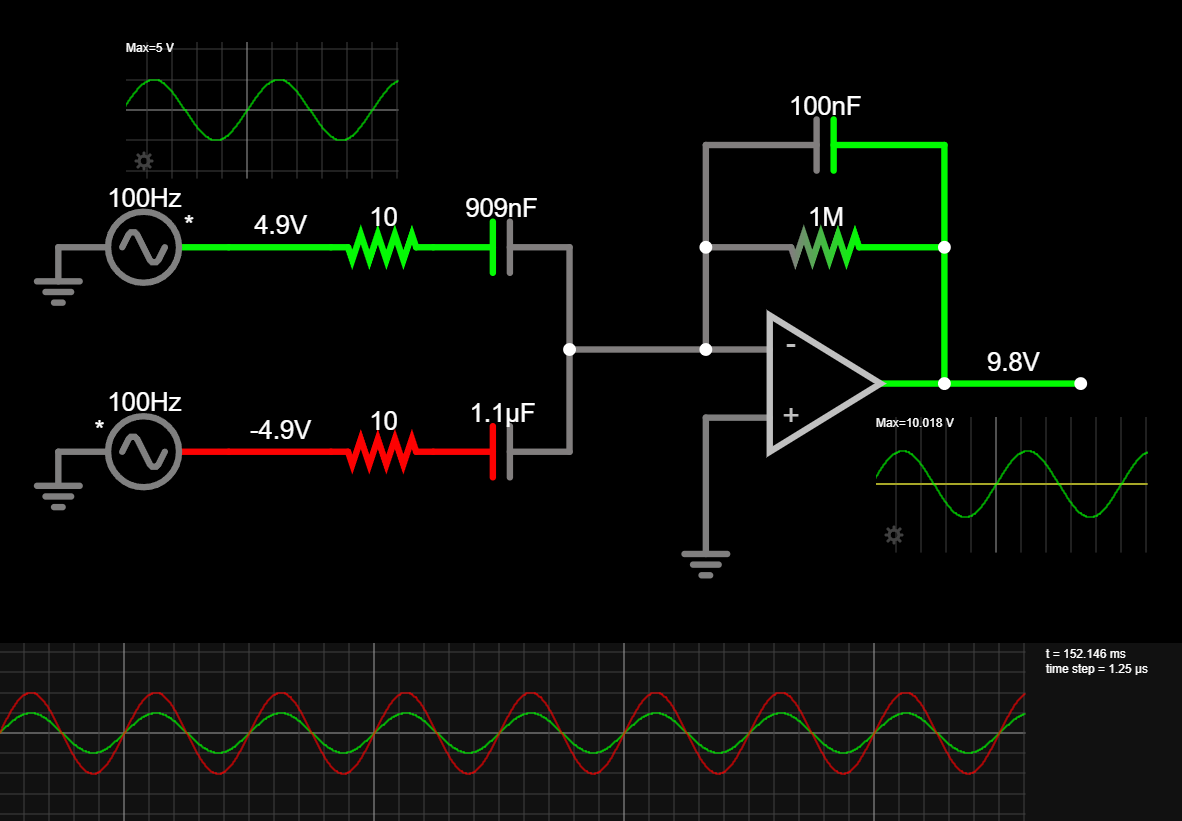 Max=5 V
100nF
100Hz
*
4.9V
10
909nF
1M
-
9.8V
100Hz
*
-4.9V
10
1.1µF
+
Max=10.018 V
t = 152.146 ms
time step = 1.25 µs